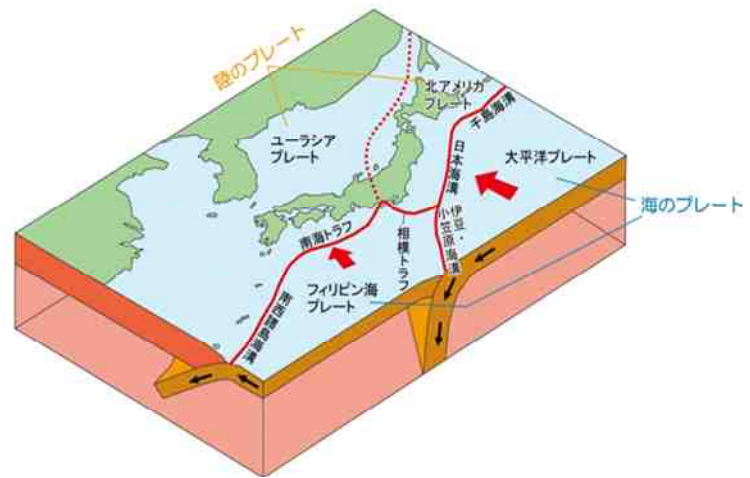 陸のプレート
北アメリカ
プレート
千島海溝
ユーラシア
プレート
日本海溝
太平洋プレート
海のプレート
伊豆・
小笠原海溝
相模トラフ
南海トラフ
フィリピン海
プレート
南西諸島海溝